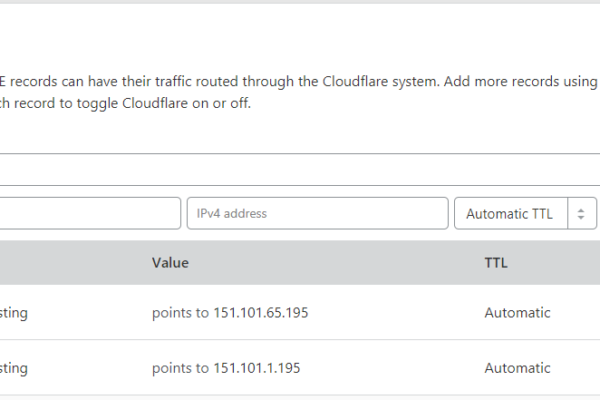 E records can have their traffic routed through the Cloudflare system. Add more records using
ch record to toggle Cloudflare on or off.
IPv4 address Automatic TTL
Value TTL
sting points to 151.101.65.195 Automatic
sting points to 151.101.1.195 Automatic